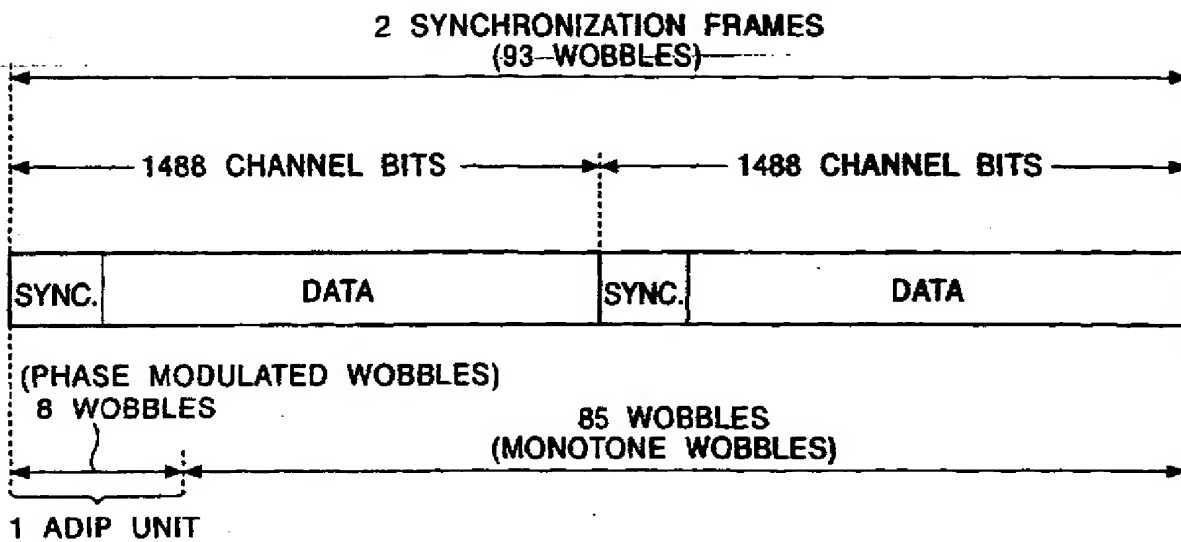 2 SYNCHRONIZATION FRAMES
(93 WOBBLES)
1488 CHANNEL BITS
1488 CHANNEL BITS
SYNC.
DATA
SYNC.
DATA
(PHASE MODULATED WOBBLES)
8 WOBBLES
85 WOBBLES
(MONOTONE WOBBLES)
1 ADIP UNIT